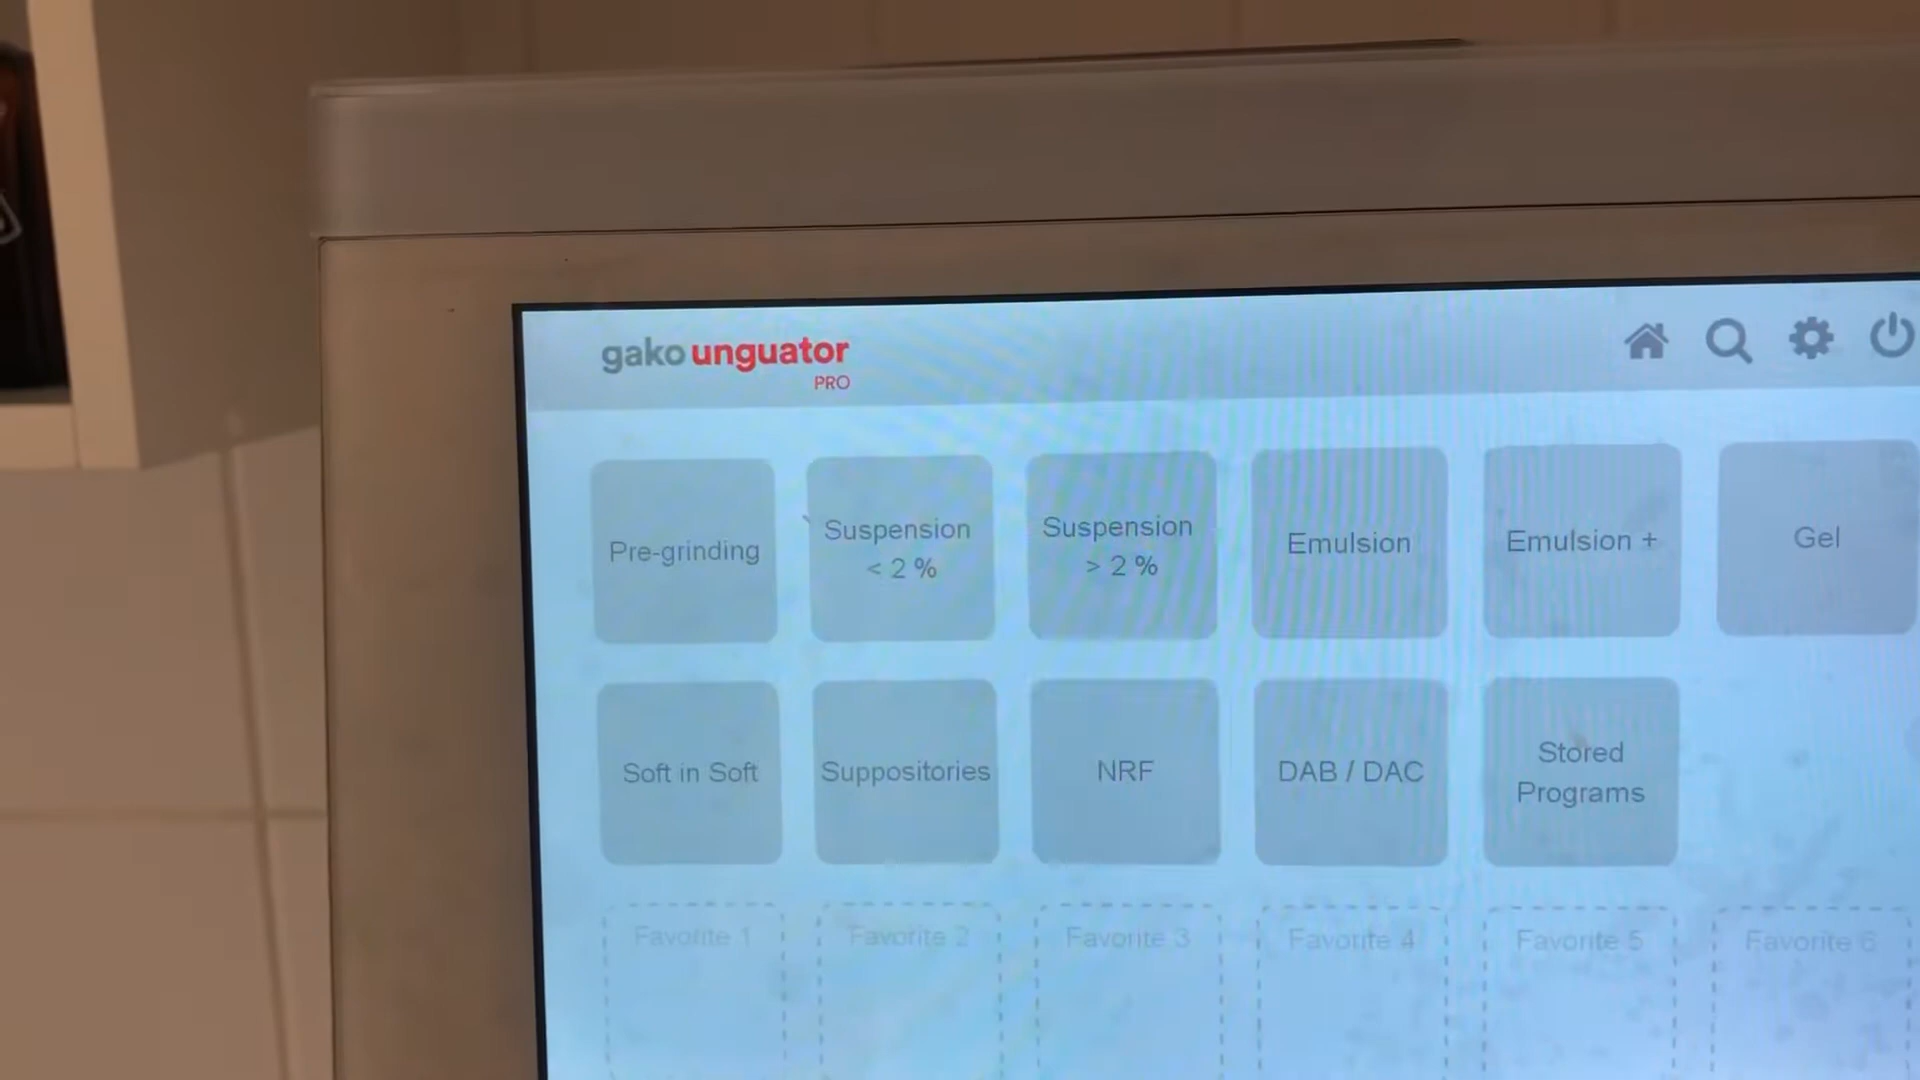 gako unguator
PRO
Pre-grinding
Suspension
< 2 %
Suspension
> 2 %
Emulsion
Emulsion +
Gel
Soft in Soft
Suppositories
NRF
DAB / DAC
Stored
Programs
Favorite 1
Favorite 2
Favorite 3
Favorite 4
Favorite 5
Favorite 6